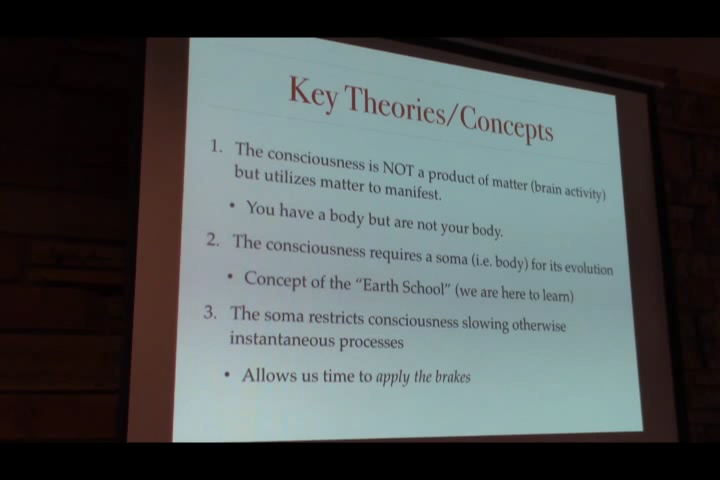 Key Theories/Concepts
1. The consciousness is NOT a product of matter (brain activity)
but utilizes matter to manifest.
• You have a body but are not your body.
2. The consciousness requires a soma (i.e. body) for its evolution
• Concept of the “Earth School” (we are here to learn)
3. The soma restricts consciousness slowing otherwise
instantaneous processes
• Allows us time to apply the brakes